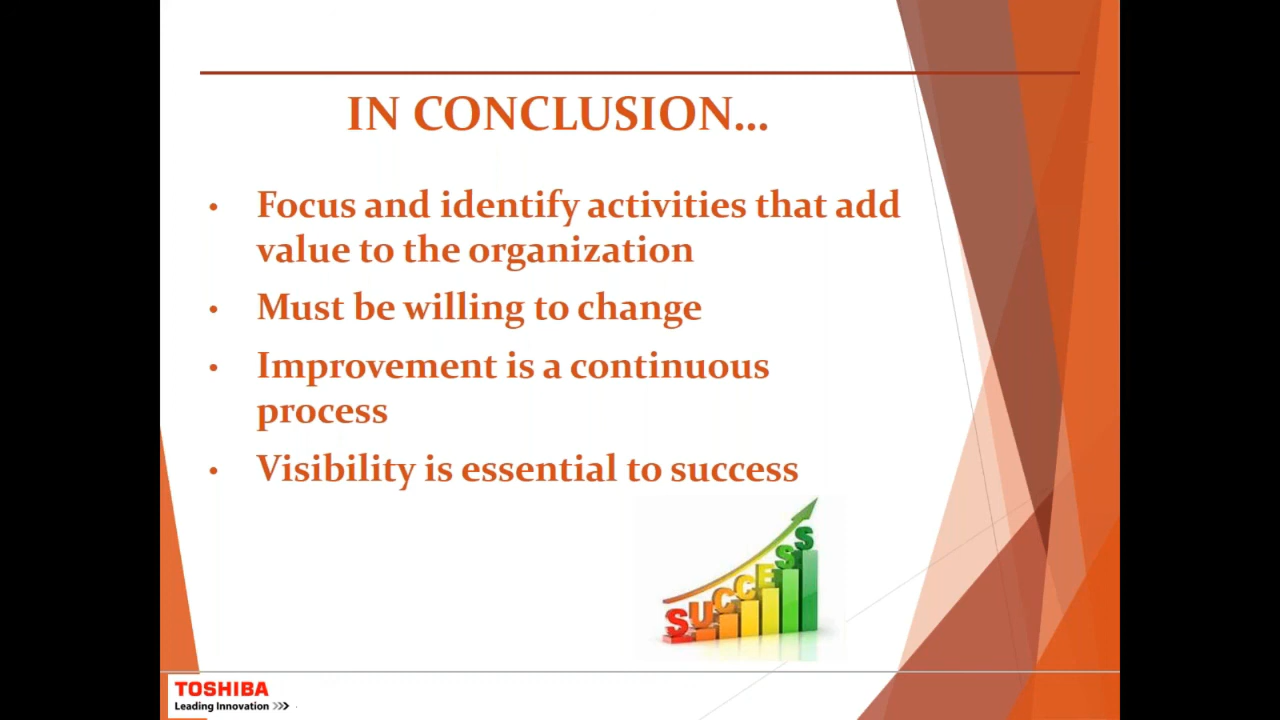 IN CONCLUSION...
• Focus and identify activities that add
value to the organization
• Must be willing to change
• Improvement is a continuous
process
• Visibility is essential to success
SUCCESS
TOSHIBA
Leading Innovation >>>